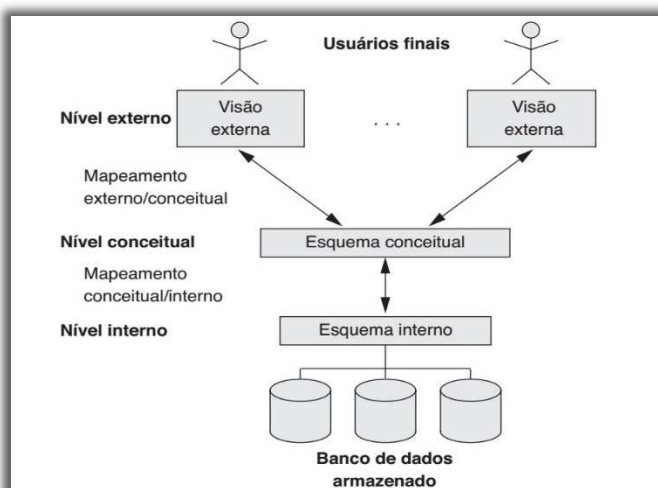 Usuários finais
Nível externo
Visão
externa
. . .
Visão
externa
Mapeamento
externo/conceitual
Nível conceitual
Esquema conceitual
Mapeamento
conceitual/interno
Nível interno
Esquema interno
Banco de dados
armazenado